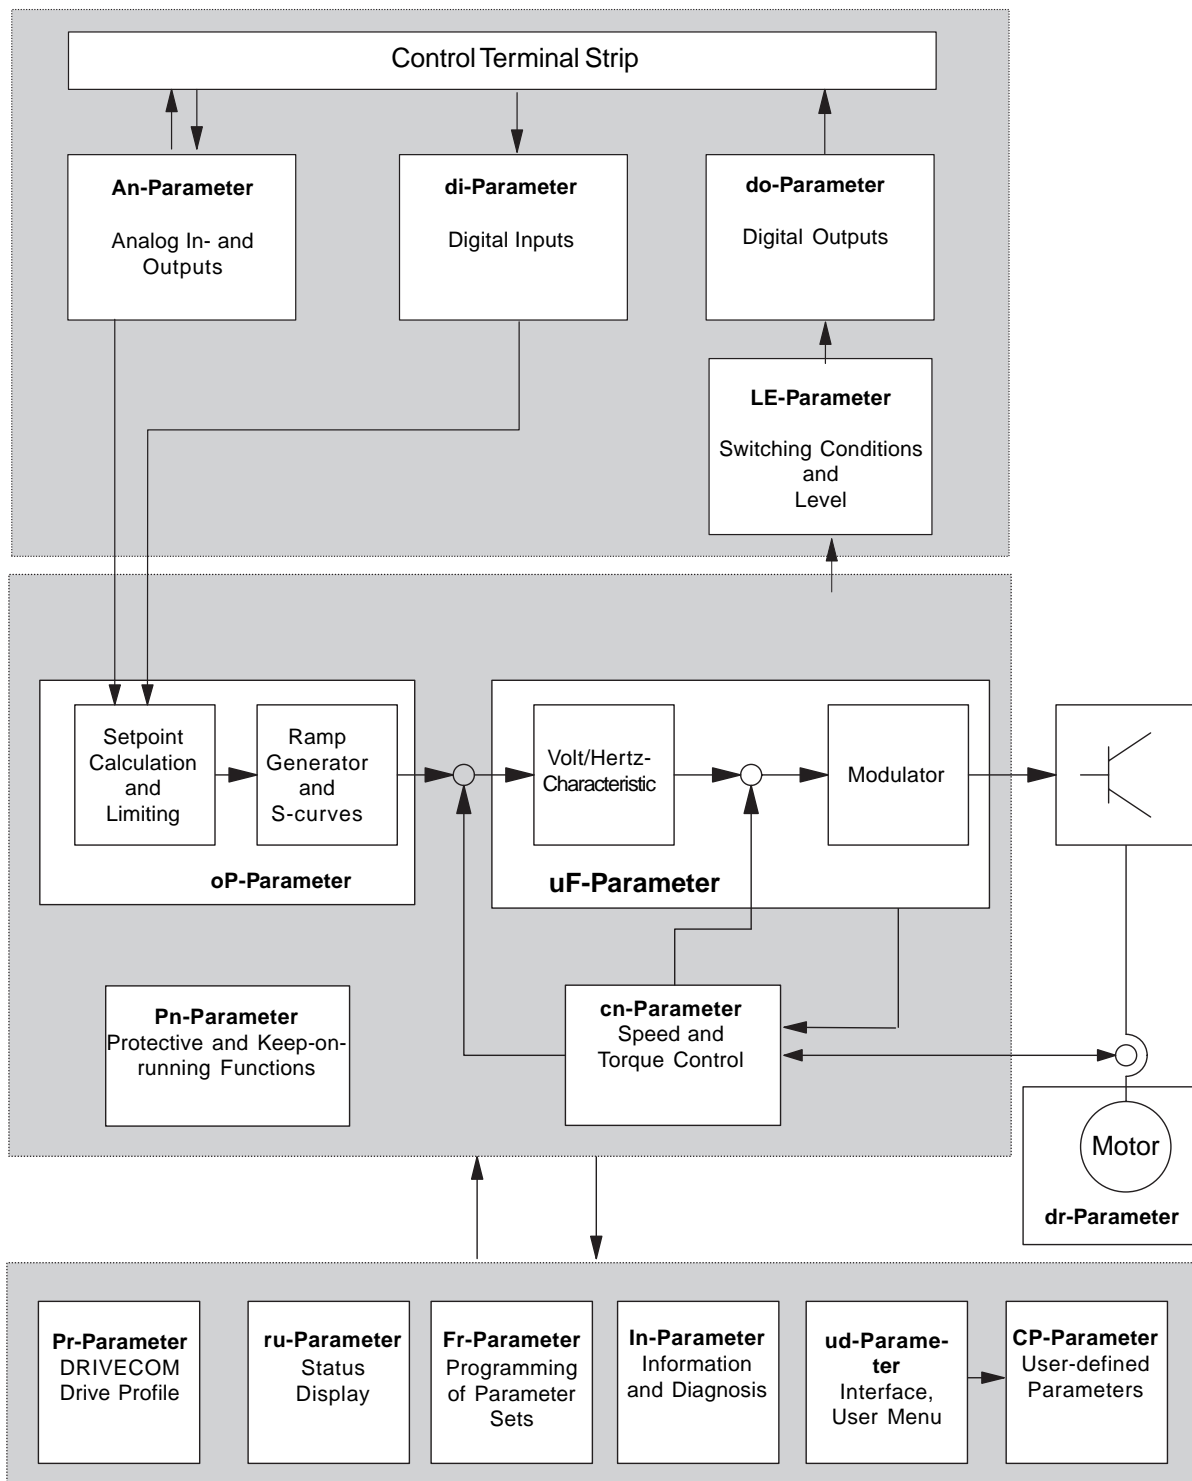 Control Terminal Strip
An-Parameter
Analog In- and
Outputs
di-Parameter
Digital Inputs
do-Parameter
Digital Outputs
LE-Parameter
Switching Conditions
and
Level
Setpoint
Calculation
and
Limiting
Ramp
Generator
and
S-curves
oP-Parameter
Volt/Hertz-
Characteristic
Modulator
uF-Parameter
Pn-Parameter
Protective and Keep-on-
running Functions
cn-Parameter
Speed and
Torque Control
Motor
dr-Parameter
Pr-Parameter
DRIVECOM
Drive Profile
ru-Parameter
Status
Display
Fr-Parameter
Programming
of Parameter
Sets
In-Parameter
Information
and Diagnosis
ud-Parame-
ter
Interface,
User Menu
CP-Parameter
User-defined
Parameters